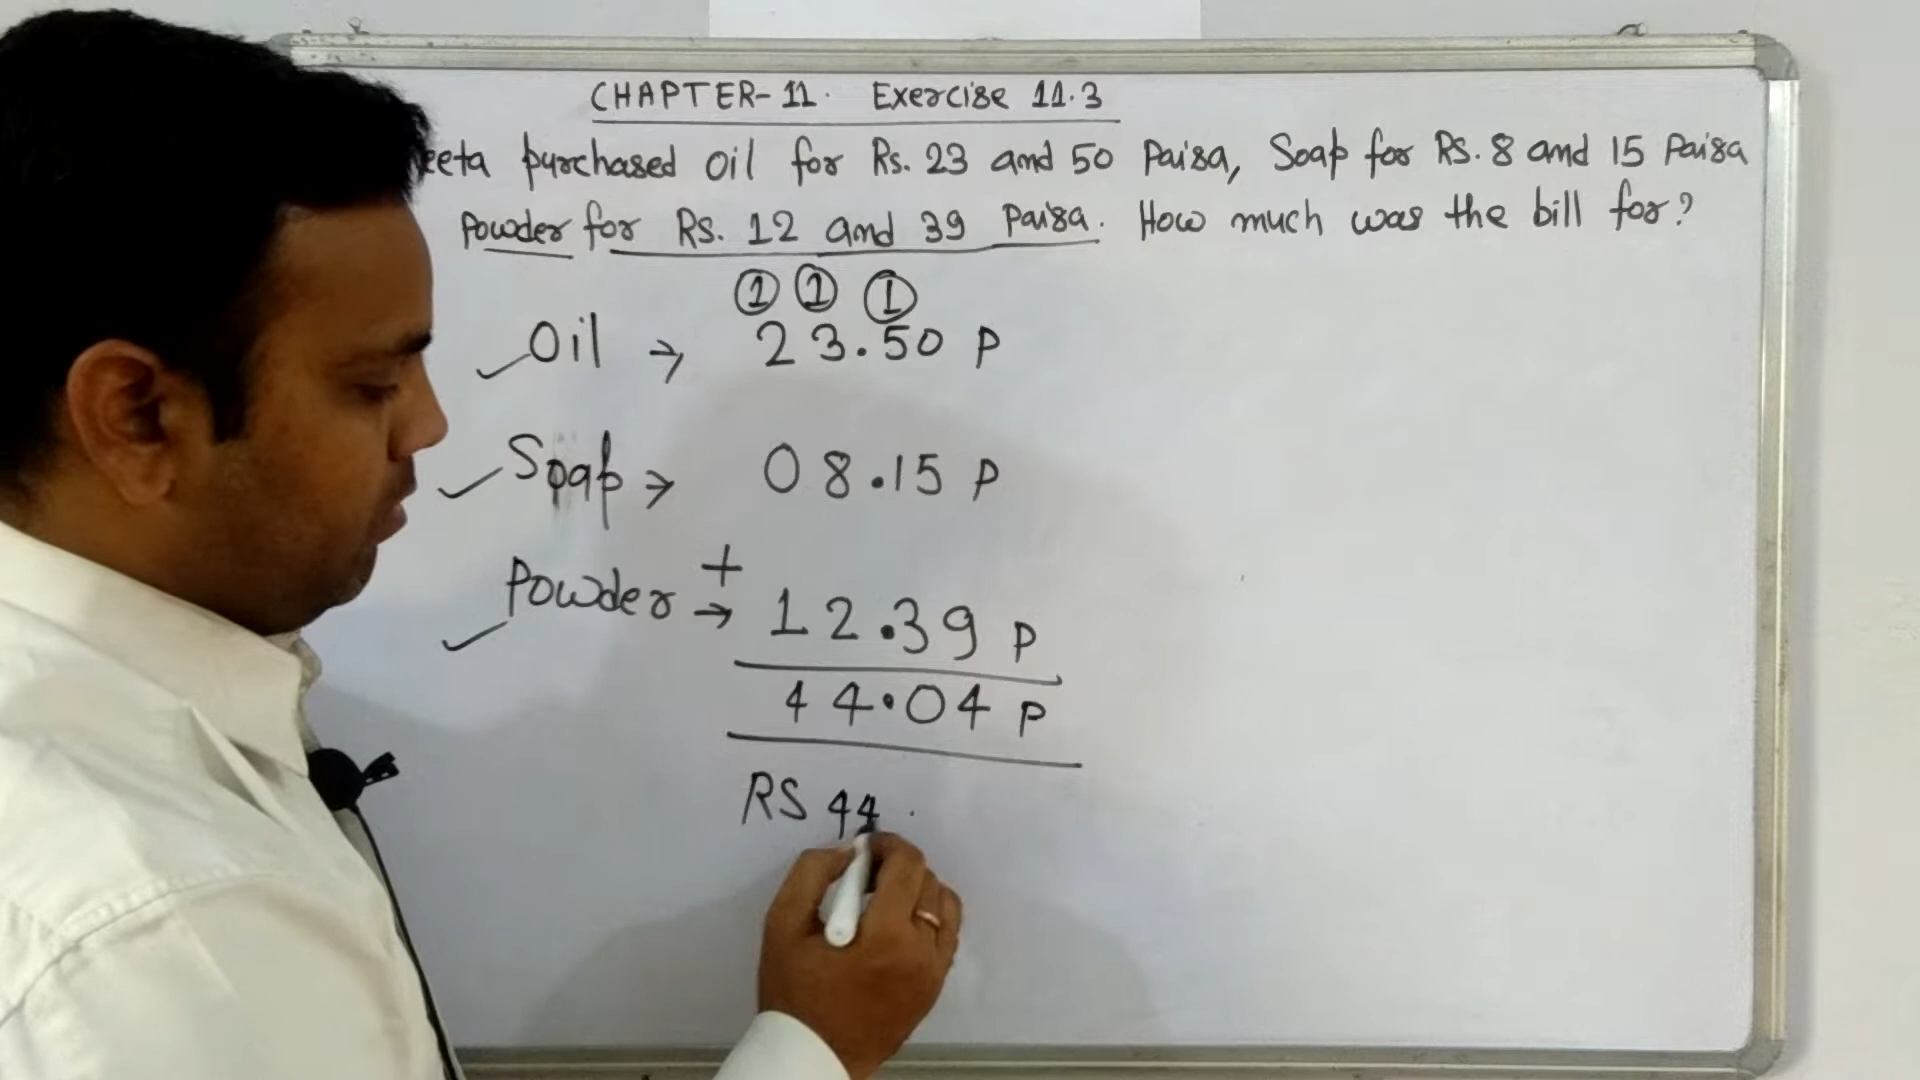 CHAPTER-11. Exercise 11.3
purchased oil for Rs. 23 and 50 Paisa, Soap for RS. 8 and 15 Paisa
Powder for Rs. 12 and 39 Paisa. How much was the bill for?
1 1 1
Oil → 23.50 P
Soap → 08.15 P
Powder → + 12.39 P
44.04 P
RS 44